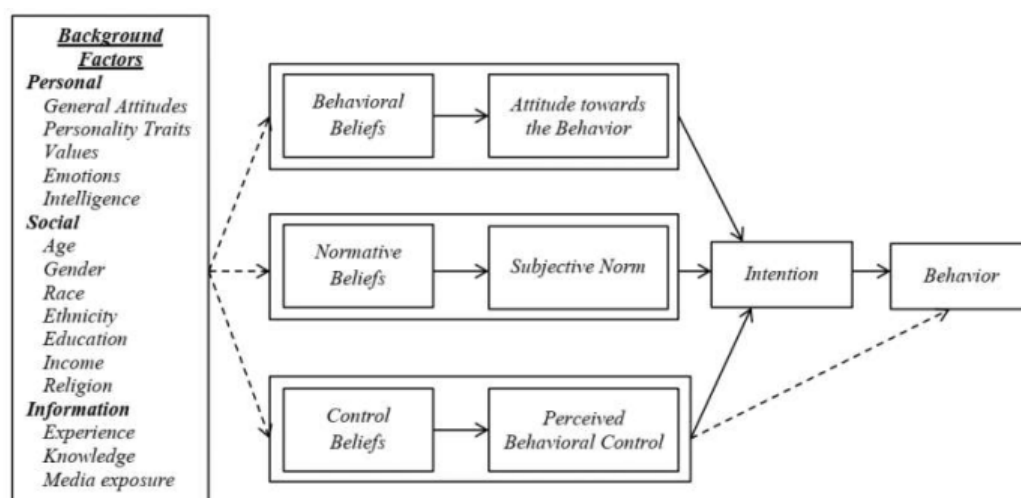 Background
Factors
Personal
General Attitudes
Personality Traits
Values
Emotions
Intelligence
Social
Age
Gender
Race
Ethnicity
Education
Income
Religion
Information
Experience
Knowledge
Media exposure
Behavioral
Beliefs
Attitude towards
the Behavior
Normative
Beliefs
Subjective Norm
Control
Beliefs
Perceived
Behavioral Control
Intention
Behavior